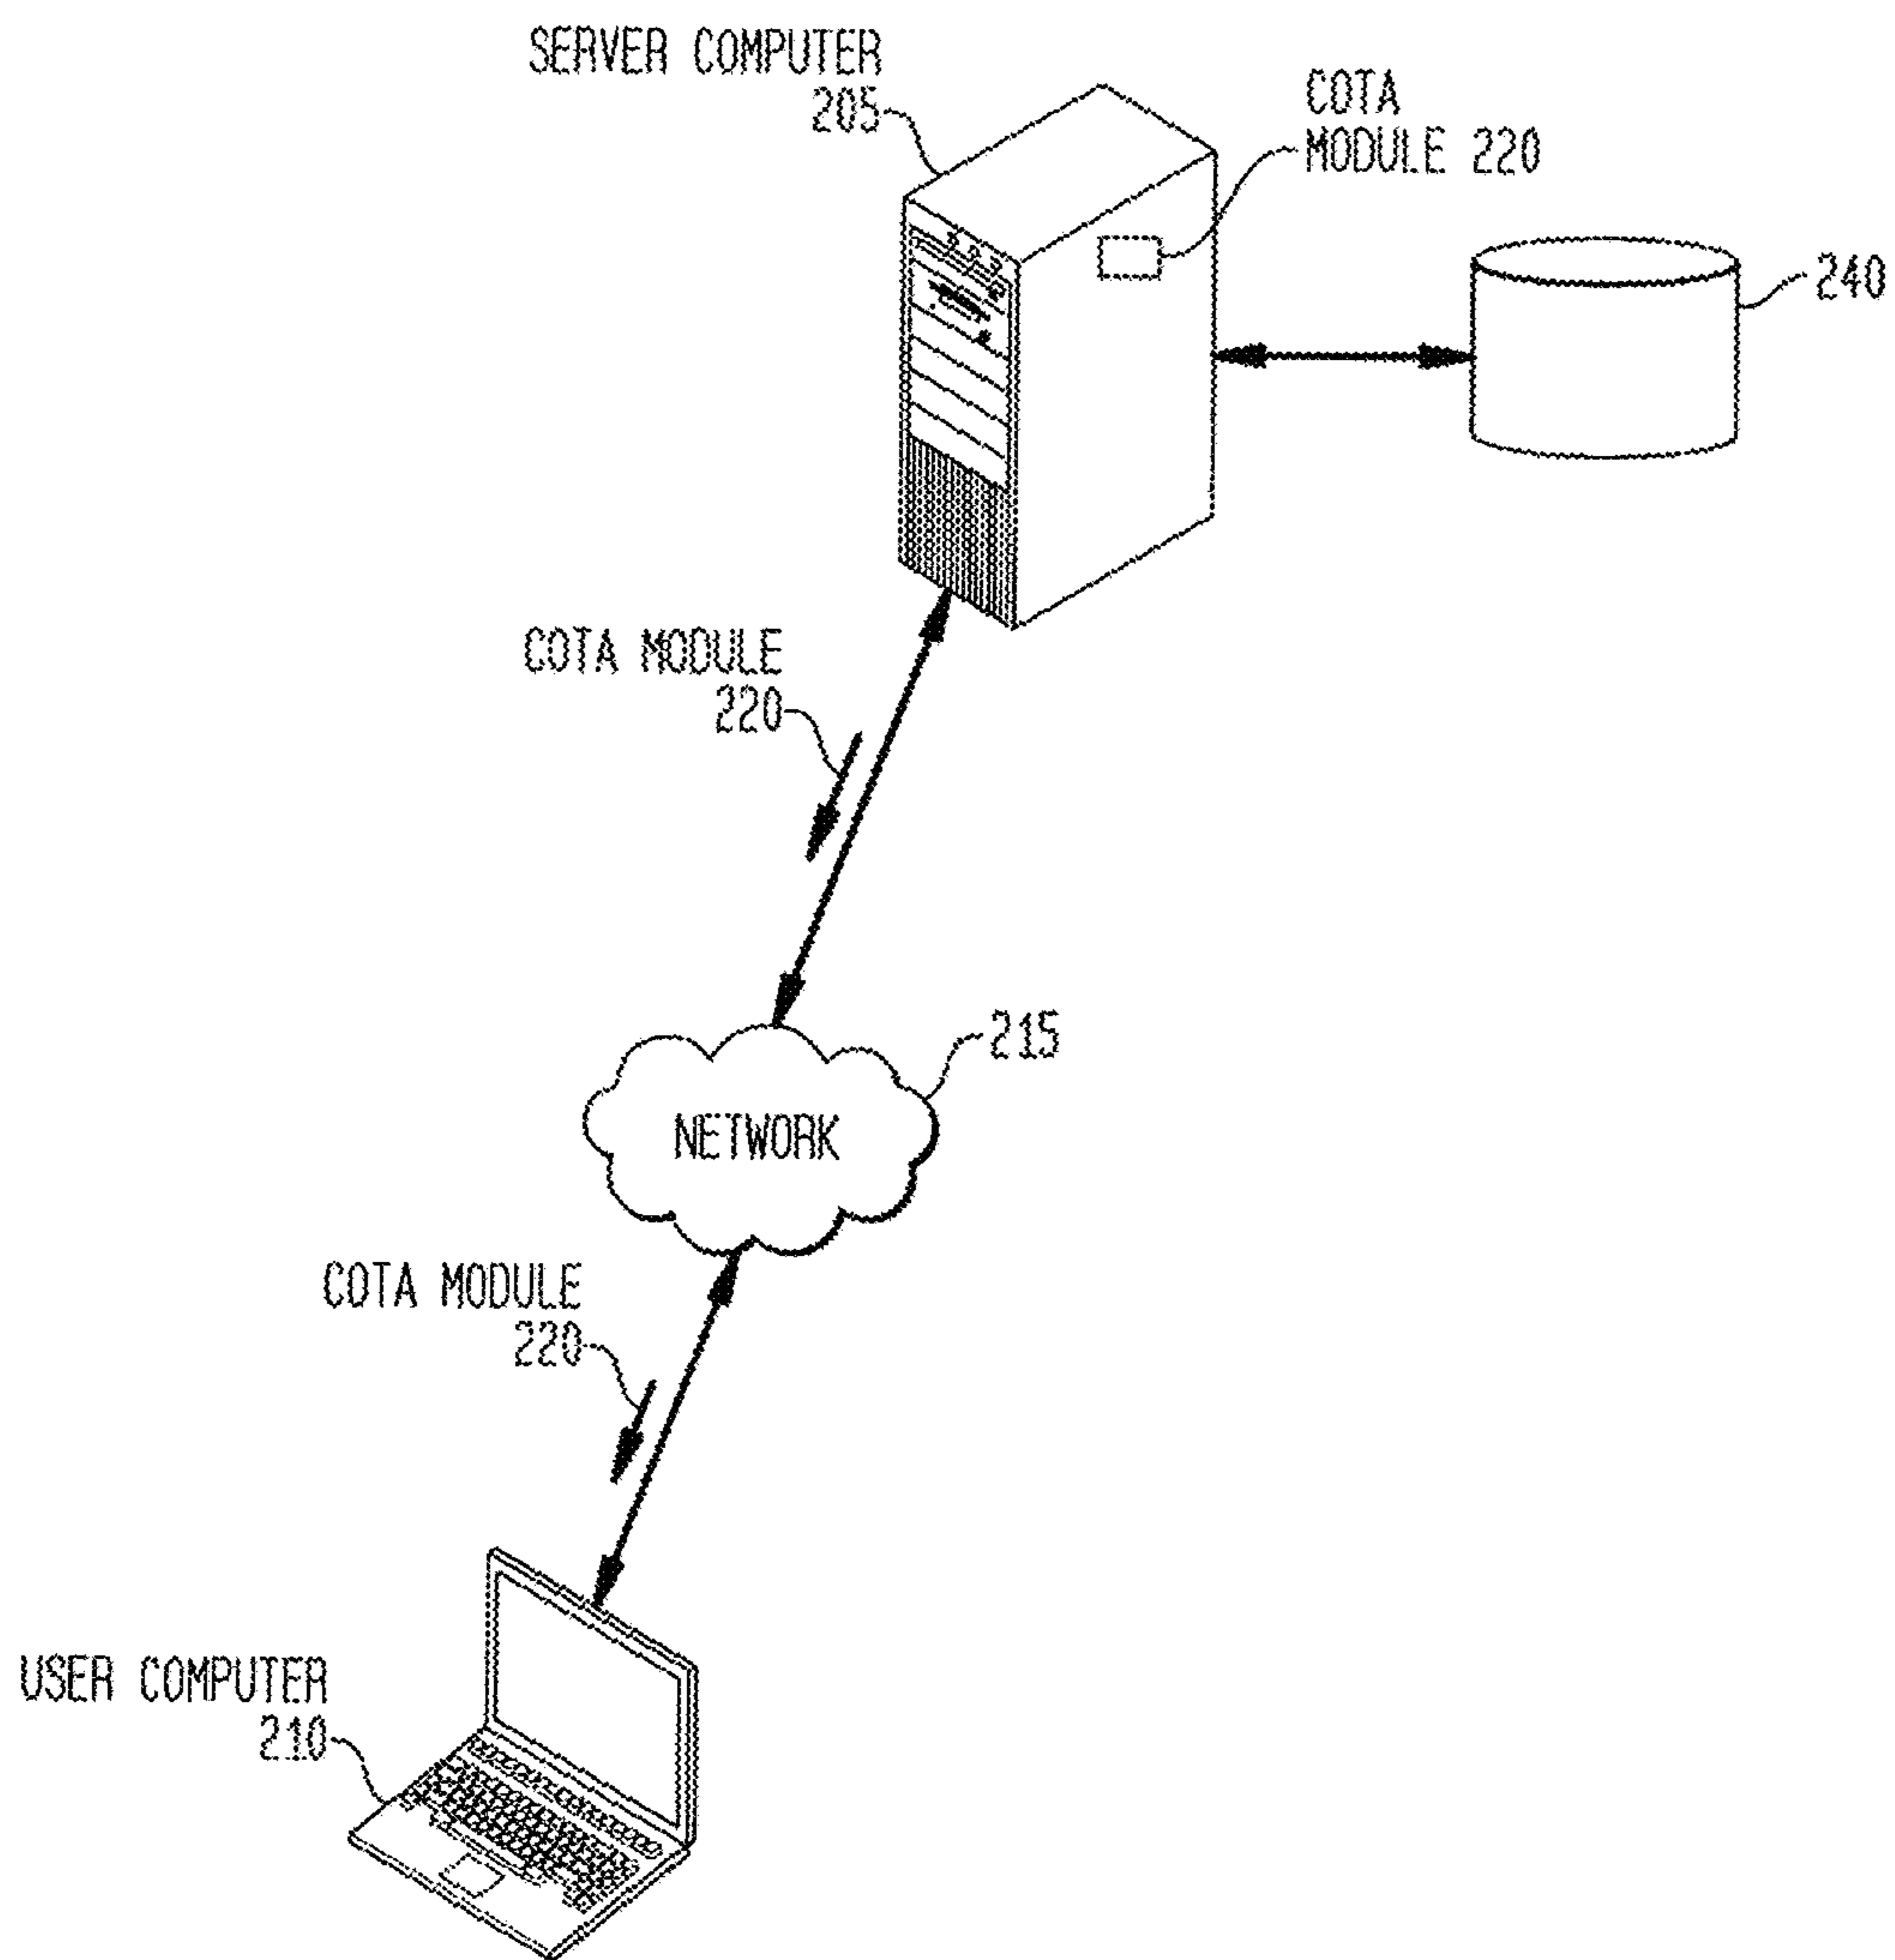 SERVER COMPUTER
205
COTA
MODULE 220
240
COTA MODULE
220
215
NETWORK
COTA MODULE
220
USER COMPUTER
210